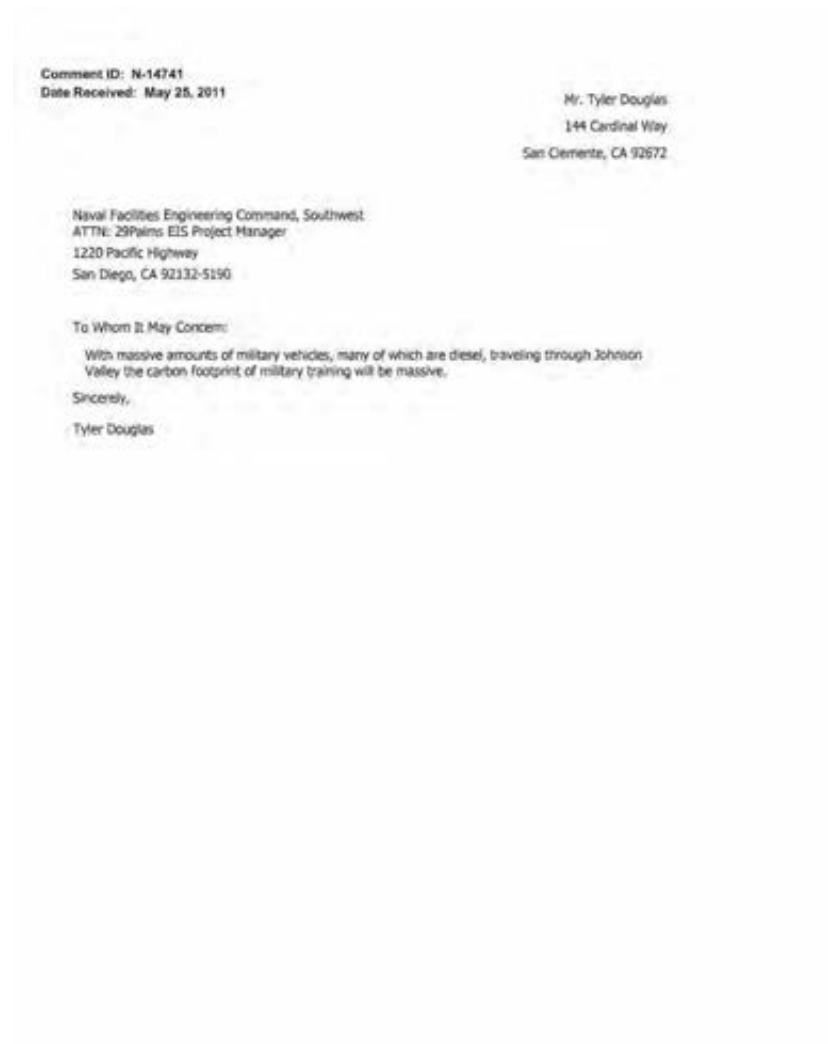 Comment ID: N-14741
Date Received: May 25, 2011
Mr. Tyler Douglas
144 Cardinal Way
San Clemente, CA 92672
Naval Facilities Engineering Command, Southwest
ATTN: 29Palms EIS Project Manager
1220 Pacific Highway
San Diego, CA 92132-5190
To Whom It May Concern:
With massive amounts of military vehicles, many of which are diesel, traveling through Johnson
Valley the carbon footprint of military training will be massive.
Sincerely,
Tyler Douglas